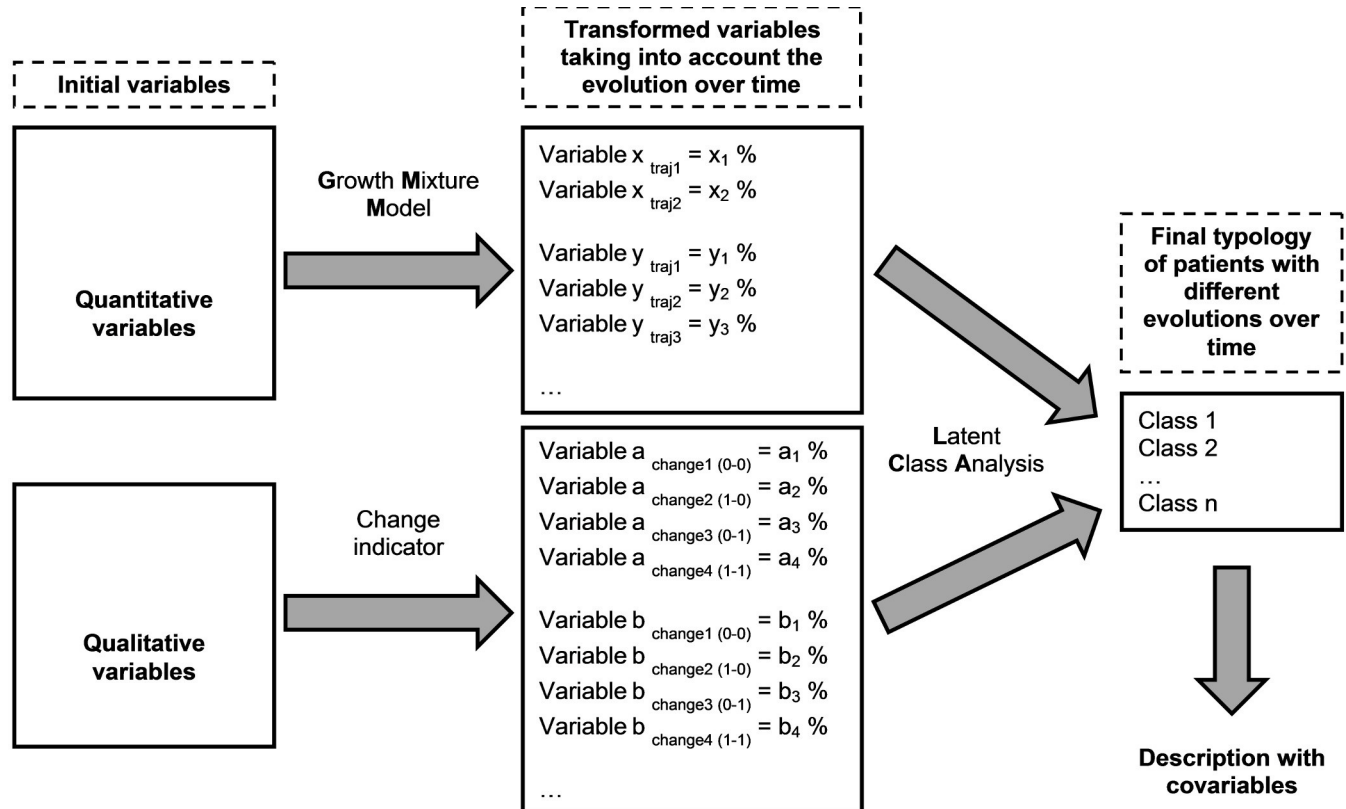 Initial variables
Quantitative
variables
Qualitative
variables
Growth Mixture
Model
Change
indicator
Transformed variables
taking into account the
evolution over time
Variable x traj1 = x1 %
Variable x traj2 = x2 %
Variable y traj1 = y1 %
Variable y traj2 = y2 %
Variable y traj3 = y3 %
...
Variable a change1 (0-0) = a1 %
Variable a change2 (1-0) = a2 %
Variable a change3 (0-1) = a3 %
Variable a change4 (1-1) = a4 %
Variable b change1 (0-0) = b1 %
Variable b change2 (1-0) = b2 %
Variable b change3 (0-1) = b3 %
Variable b change4 (1-1) = b4 %
...
Latent
Class Analysis
Final typology
of patients with
different
evolutions over
time
Class 1
Class 2
...
Class n
Description with
covariables